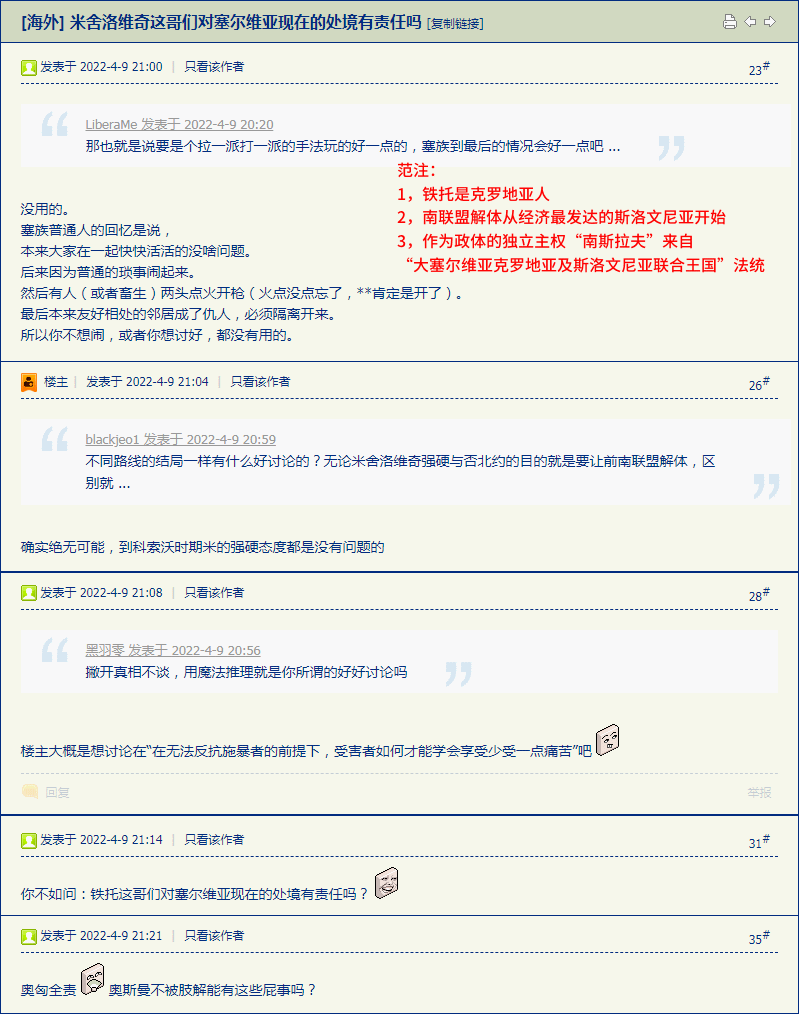 [海外] 米舍洛维奇这哥们对塞尔维亚现在的处境有责任吗 [复制链接]
发表于 2022-4-9 21:00 | 只看该作者
23#
LiberaMe 发表于 2022-4-9 20:20
那也就是说要是个拉一派打一派的手法玩的好一点的，塞族到最后的情况会好一点吧 ...
范注：
1，铁托是克罗地亚人
2，南联盟解体从经济最发达的斯洛文尼亚开始
3，作为政体的独立主权“南斯拉夫”来自
“大塞尔维亚克罗地亚及斯洛文尼亚联合王国”法统
没用的。
塞族普通人的回忆是说，
本来大家在一起快快活活的没啥问题。
后来因为普通的琐事闹起来。
然后有人（或者畜生）两头点火开枪（火点没点忘了，**肯定是开了）。
最后本来友好相处的邻居成了仇人，必须隔离开来。
所以你不想闹，或者你想讨好，都没有用的。
楼主 | 发表于 2022-4-9 21:04 | 只看该作者
26#
blackjeo1 发表于 2022-4-9 20:59
不同路线的结局一样有什么好讨论的？无论米舍洛维奇强硬与否北约的目的就是要让前南联盟解体，区
别就 ...
确实绝无可能，到科索沃时期米的强硬态度都是没有问题的
发表于 2022-4-9 21:08 | 只看该作者
28#
黑羽零 发表于 2022-4-9 20:56
撇开真相不谈，用魔法推理就是你所谓的好好讨论吗
楼主大概是想讨论在“在无法反抗施暴者的前提下，受害者如何才能学会享受少受一点痛苦”吧
回复
举报
发表于 2022-4-9 21:14 | 只看该作者
31#
你不如问：铁托这哥们对塞尔维亚现在的处境有责任吗？
发表于 2022-4-9 21:21 | 只看该作者
35#
奥匈全责 奥斯曼不被肢解能有这些屁事吗？